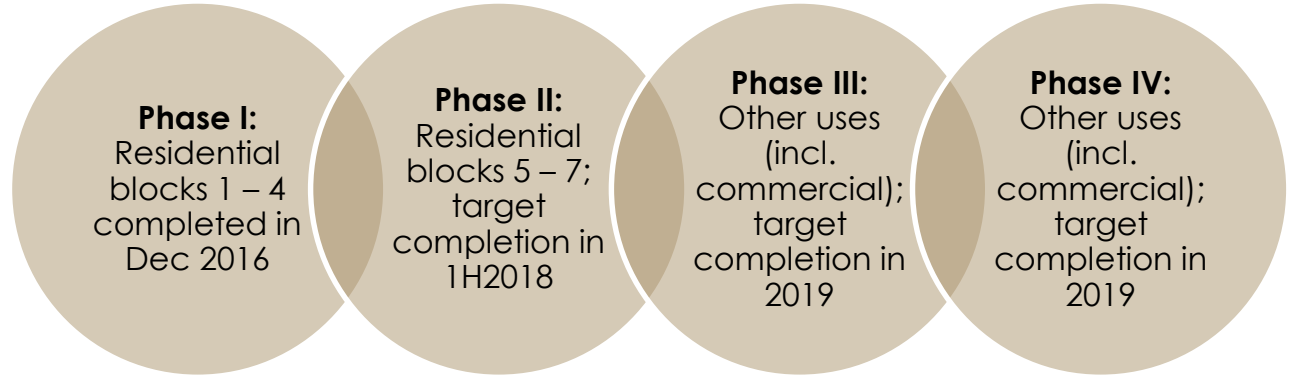 Phase I:
Residential
blocks 1 – 4
completed in
Dec 2016
Phase II:
Residential
blocks 5 – 7;
target
completion in
1H2018
Phase III:
Other uses
(incl.
commercial);
target
completion in
2019
Phase IV:
Other uses
(incl.
commercial);
target
completion in
2019